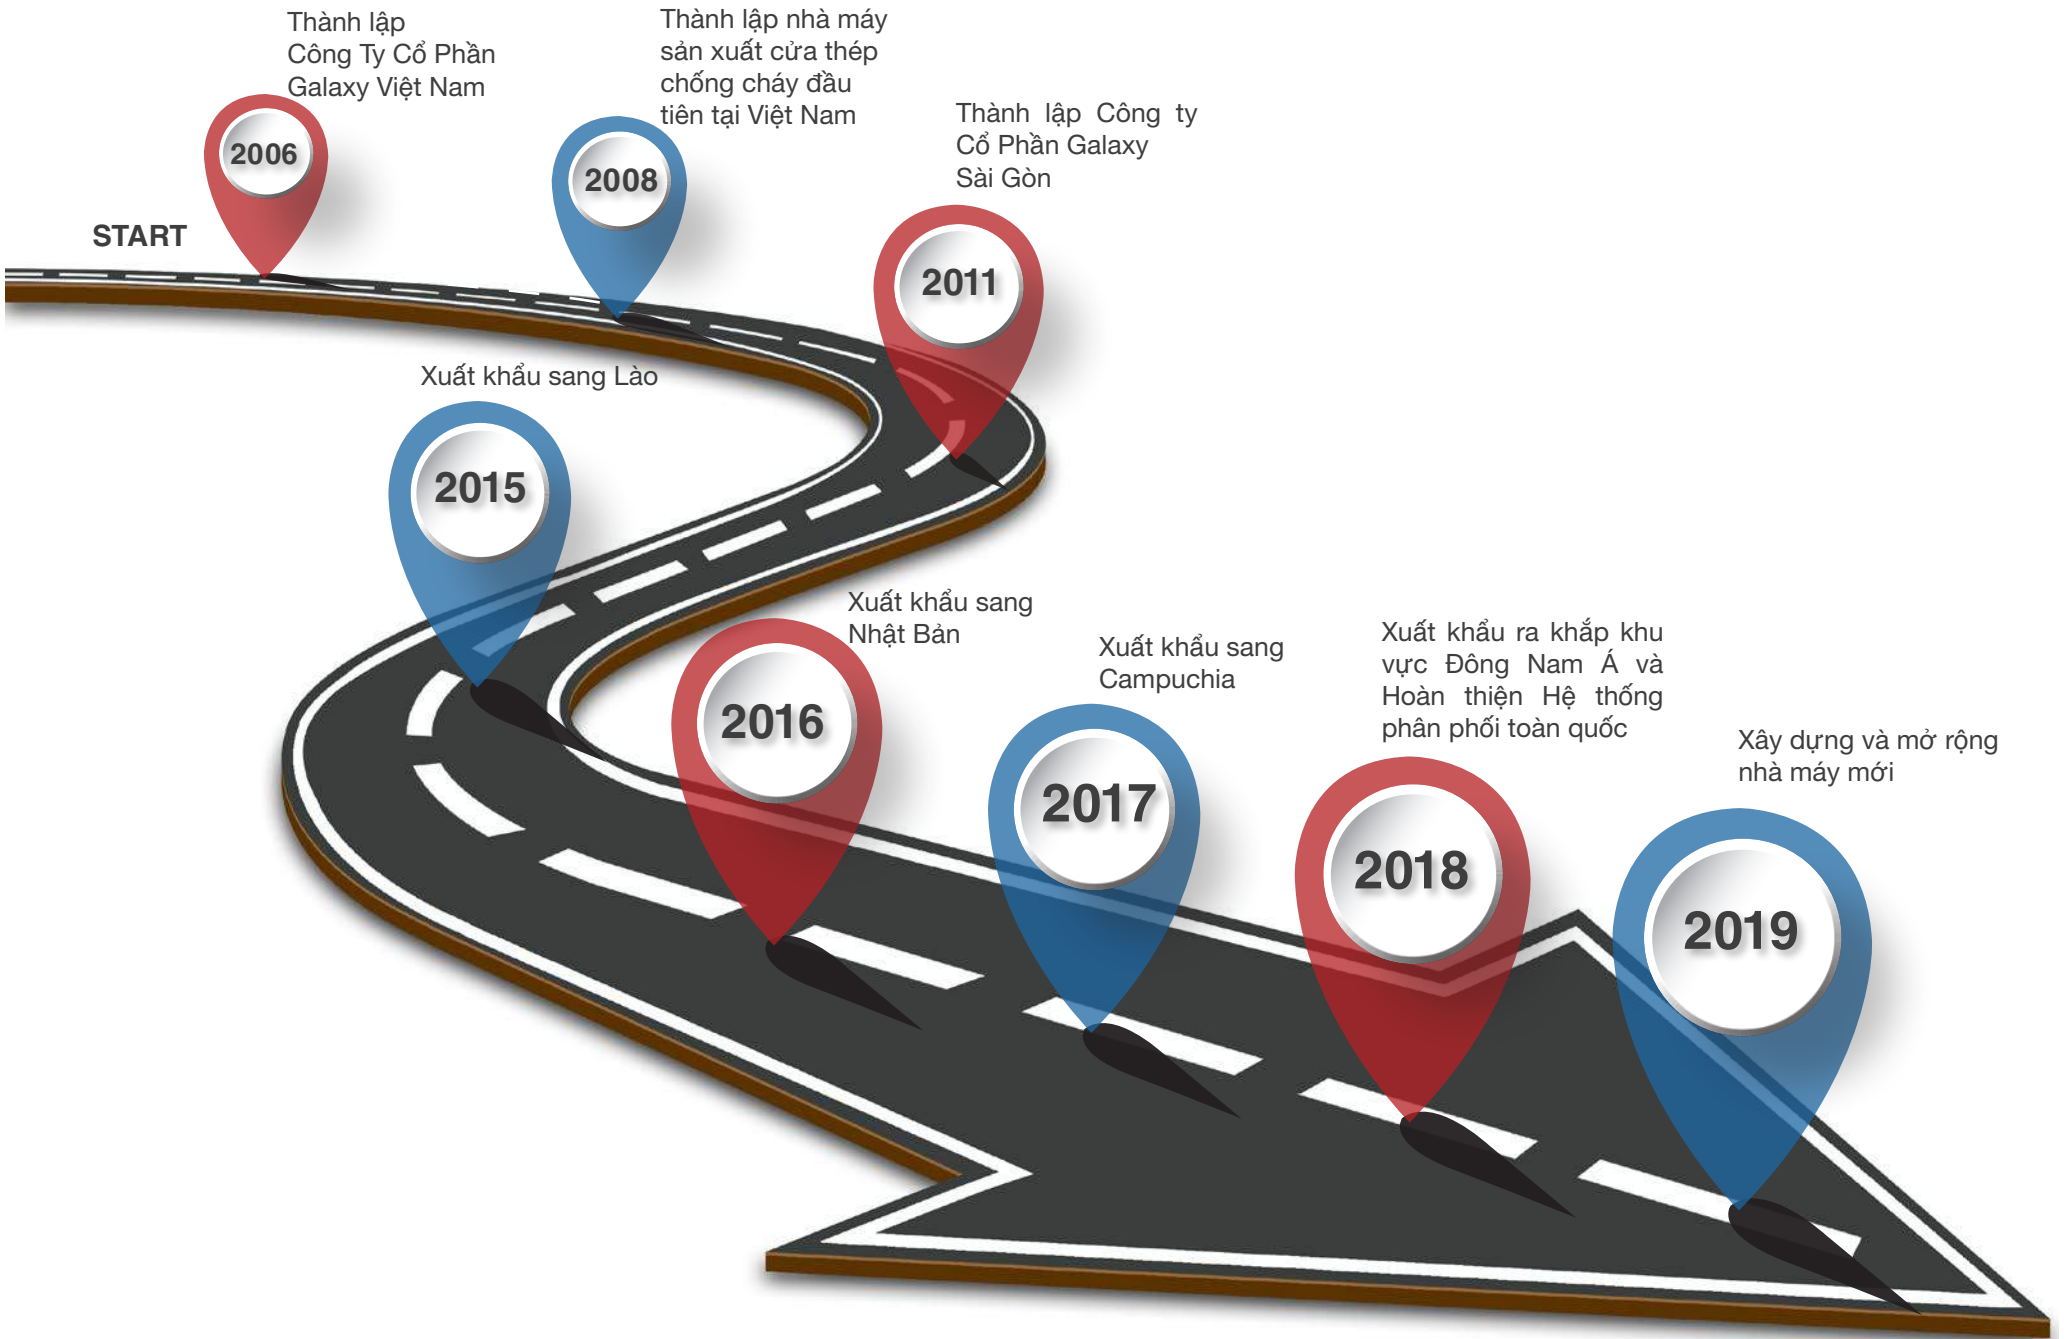 Thành lập
Công Ty Cổ Phần
Galaxy Việt Nam
2006
START
Thành lập nhà máy
sản xuất cửa thép
chống cháy đầu
tiên tại Việt Nam
2008
Thành lập Công ty
Cổ Phần Galaxy
Sài Gòn
2011
Xuất khẩu sang Lào
2015
Xuất khẩu sang
Nhật Bản
2016
Xuất khẩu sang
Campuchia
2017
Xuất khẩu ra khắp khu
vực Đông Nam Á và
Hoàn thiện Hệ thống
phân phối toàn quốc
2018
Xây dựng và mở rộng
nhà máy mới
2019